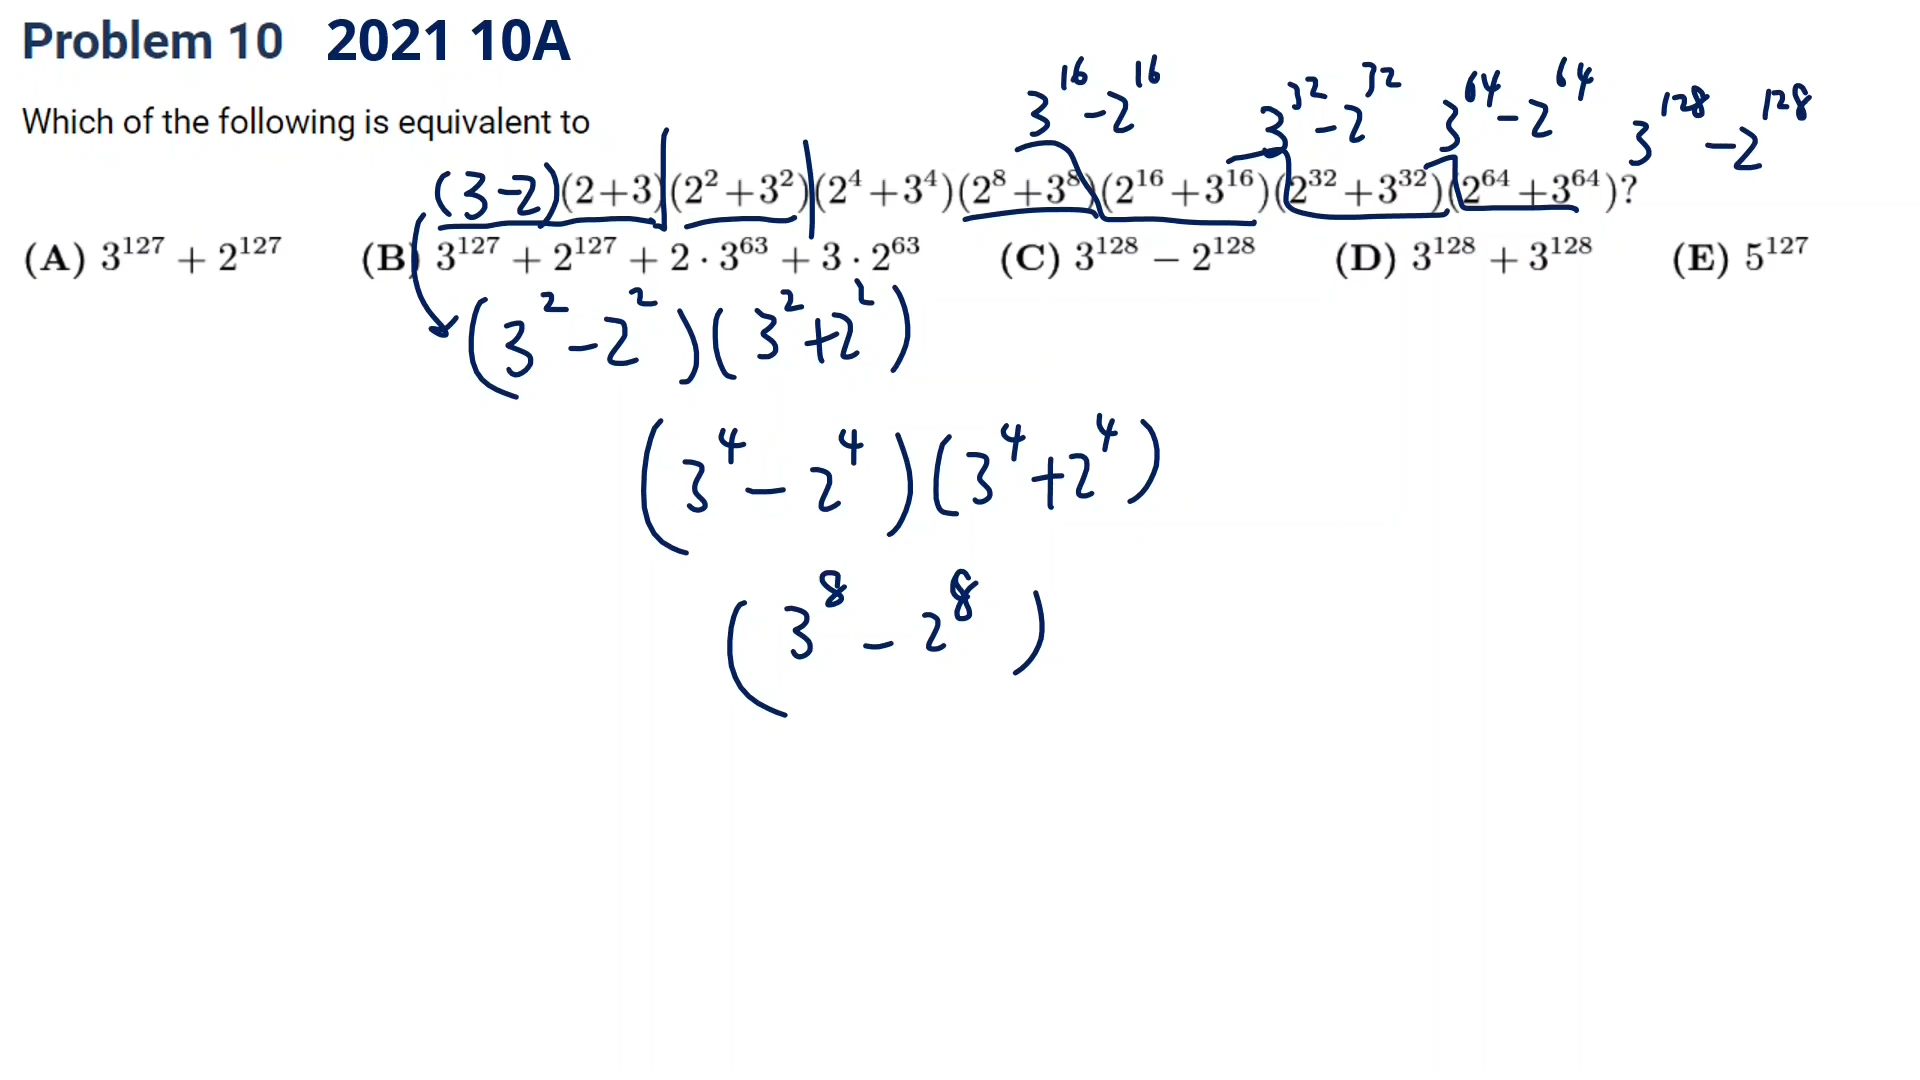 Problem 10 2021 10A
3^16 - 2^16 3^32 - 2^32 3^64 - 2^64 3^128 - 2^128
Which of the following is equivalent to
(3-2)(2+3)(2^2+3^2)(2^4+3^4)(2^8+3^8)(2^16+3^16)(2^32+3^32)(2^64+3^64)?
(A) 3^127 + 2^127 (B) 3^127 + 2^127 + 2 · 3^63 + 3 · 2^63 (C) 3^128 − 2^128 (D) 3^128 + 3^128 (E) 5^127
(3^2 - 2^2)(3^2 + 2^2)
(3^4 - 2^4)(3^4 + 2^4)
(3^8 - 2^8)